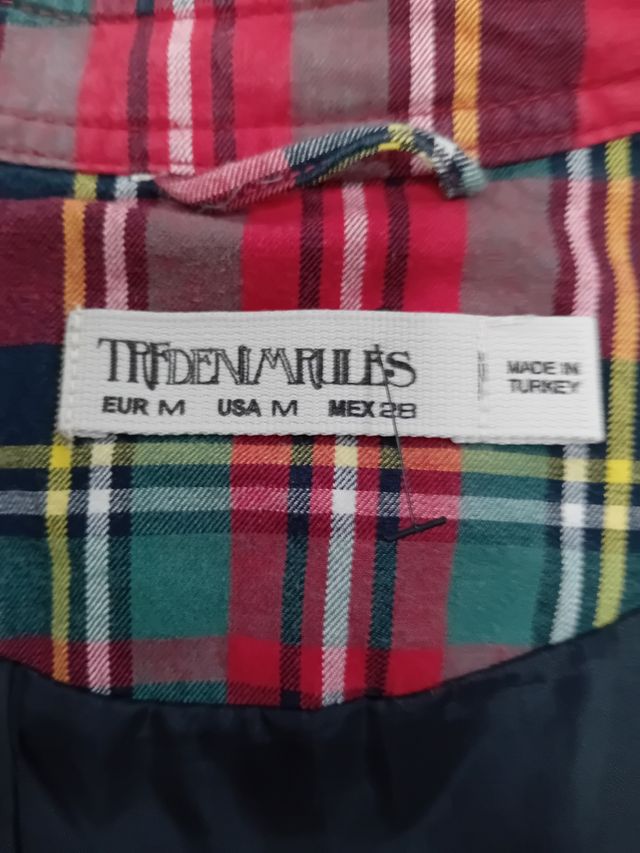 TRFDENIMRULES
EUR M USA M MEX 28
MADE IN
TURKEY